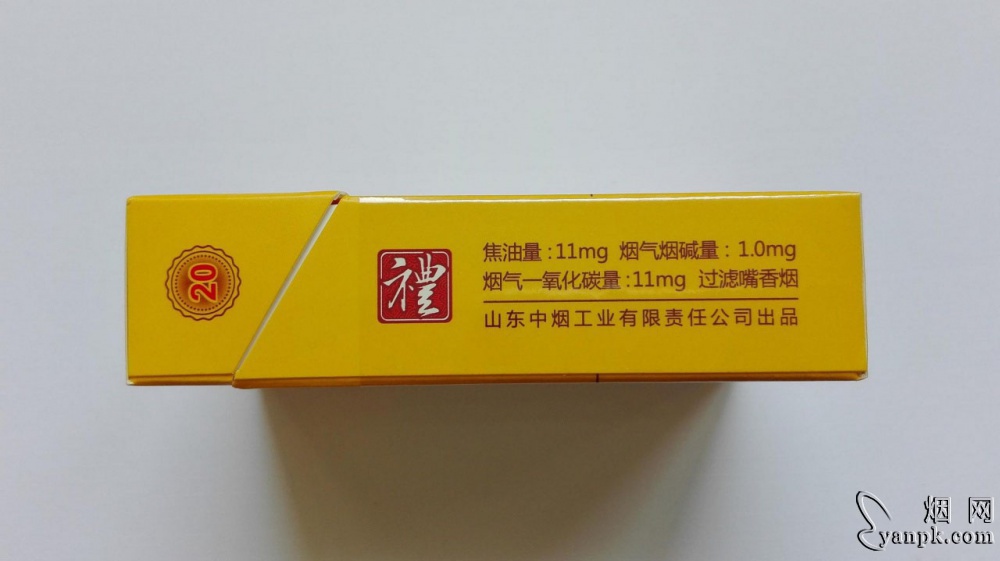 20
禮
焦油量：11mg 烟气烟碱量：1.0mg
烟气一氧化碳量：11mg 过滤嘴香烟
山东中烟工业有限责任公司出品
烟网
yanpk.com